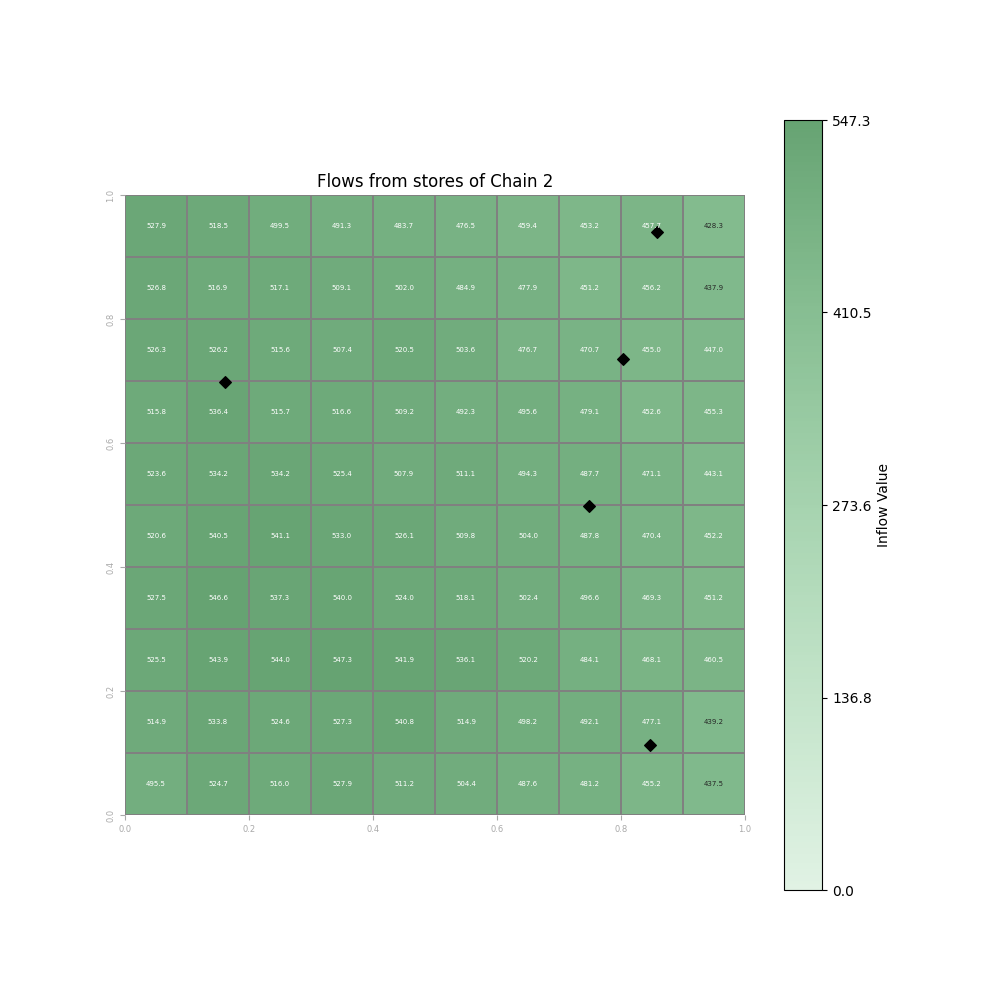 Flows from stores of Chain 2
1.0
527.9 518.5 499.5 491.3 483.7 476.5 459.4 453.2 428.3
526.8 516.9 517.1 509.1 502.0 484.9 477.9 451.2 456.2 437.9
0.8
526.3 526.2 515.6 507.4 520.5 503.6 476.7 470.7 455.0 447.0
515.8 536.4 515.7 516.6 509.2 492.3 495.6 479.1 452.6 455.3
0.6
523.6 534.2 534.2 525.4 507.9 511.1 494.3 487.7 471.1 443.1
520.6 540.5 541.1 533.0 526.1 509.8 504.0 487.8 470.4 452.2
0.4
527.5 546.6 537.3 540.0 524.0 518.1 502.4 496.6 469.3 451.2
525.5 543.9 544.0 547.3 541.9 536.1 520.2 484.1 468.1 460.5
0.2
514.9 533.8 524.6 527.3 540.8 514.9 498.2 492.1 477.1 439.2
495.5 524.7 516.0 527.9 511.2 504.4 487.6 481.2 455.2 437.5
0.0
0.0 0.2 0.4 0.6 0.8 1.0
547.3
410.5
273.6
136.8
0.0
Inflow Value